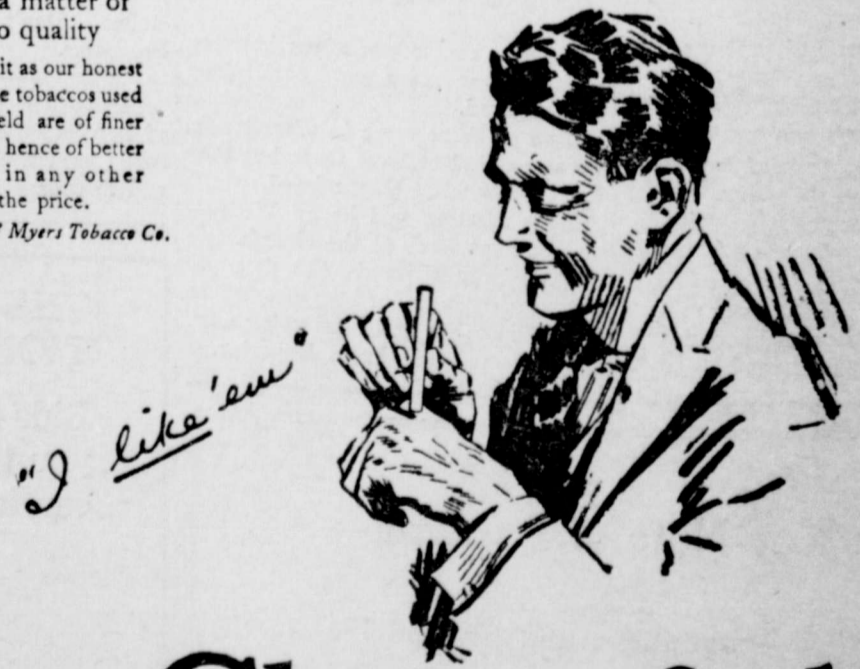 a matter of
o quality
it as our honest
e tobaccos used
eld are of finer
hence of better
in any other
the price.
Myers Tobacco Co.
"I like 'em"